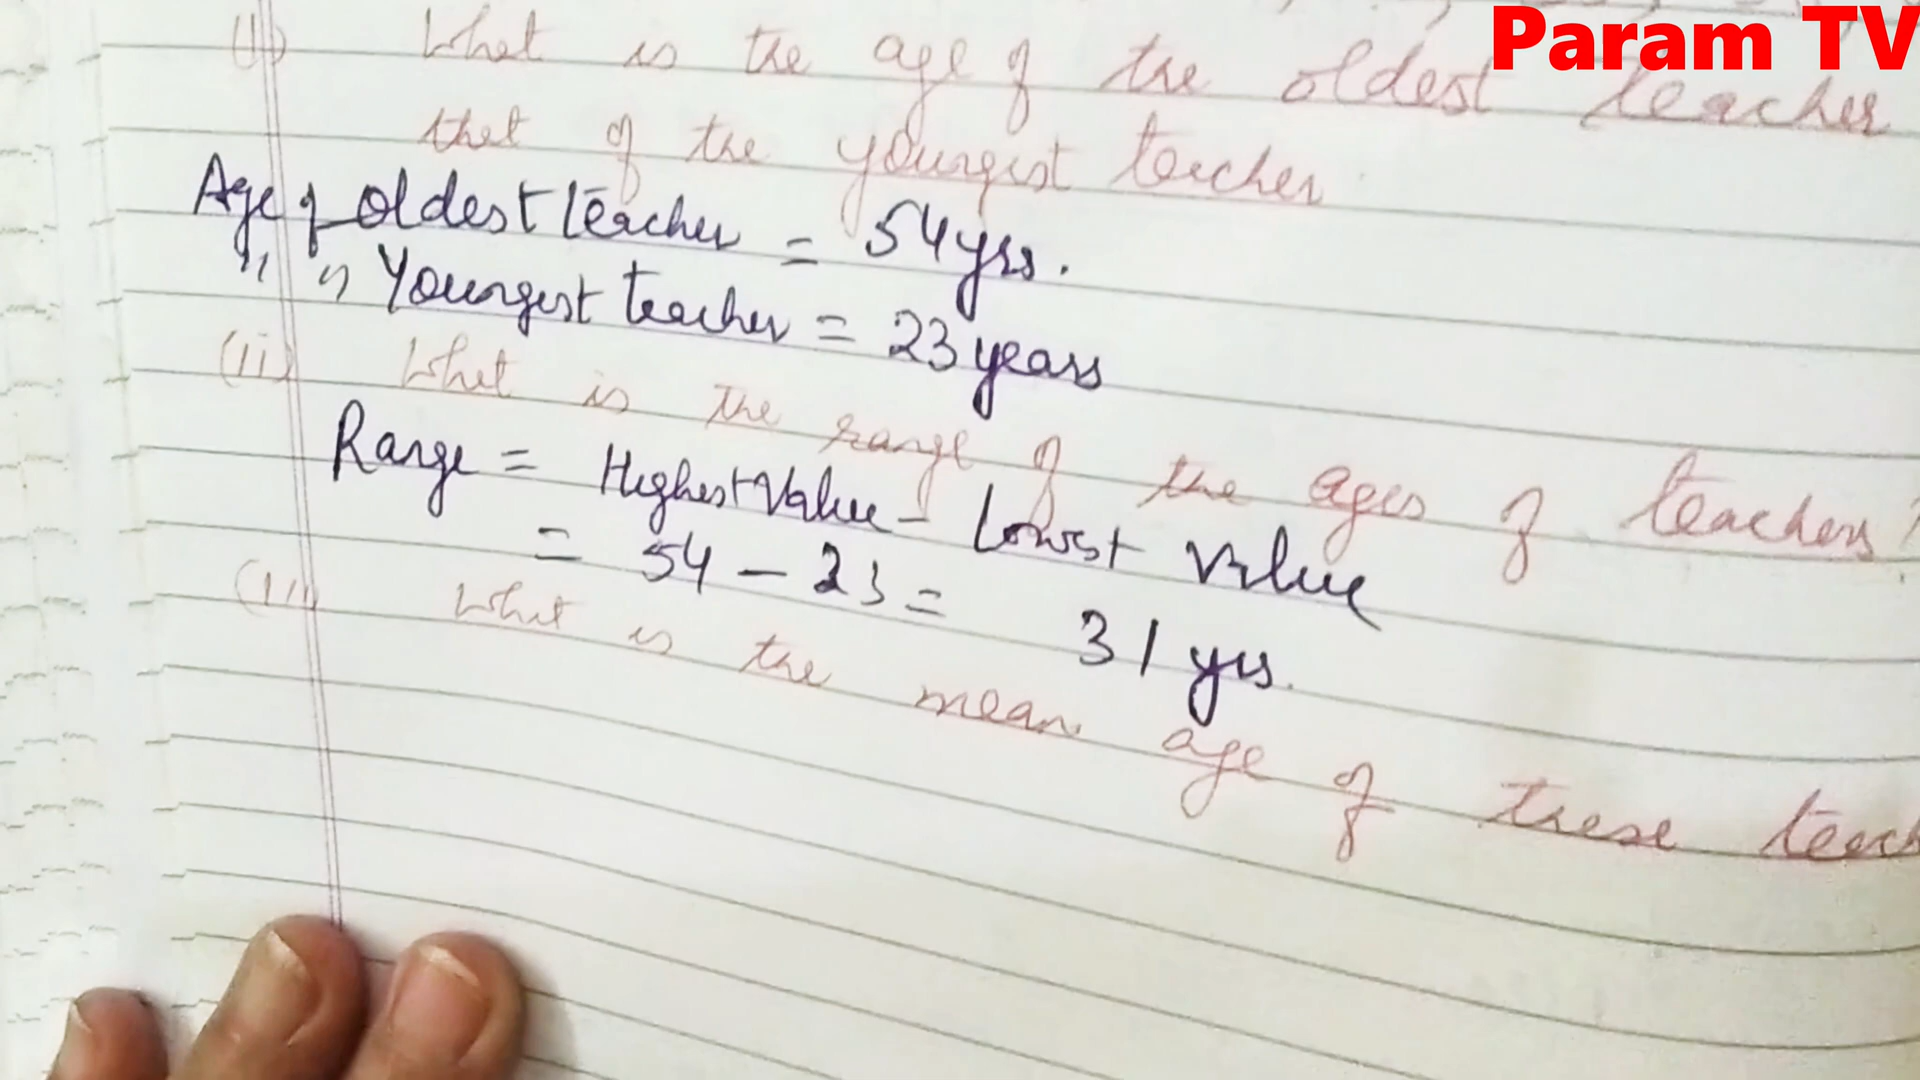 Param TV
(i) What is the age of the oldest teacher
that of the youngest teacher
Age of oldest teacher = 54 yrs.
" " Youngest teacher = 23 years
(ii) What is the range of the ages of teachers?
Range = Highest Value - Lowest Value
= 54 - 23 = 31 yrs.
(iii) What is the mean age of these teach